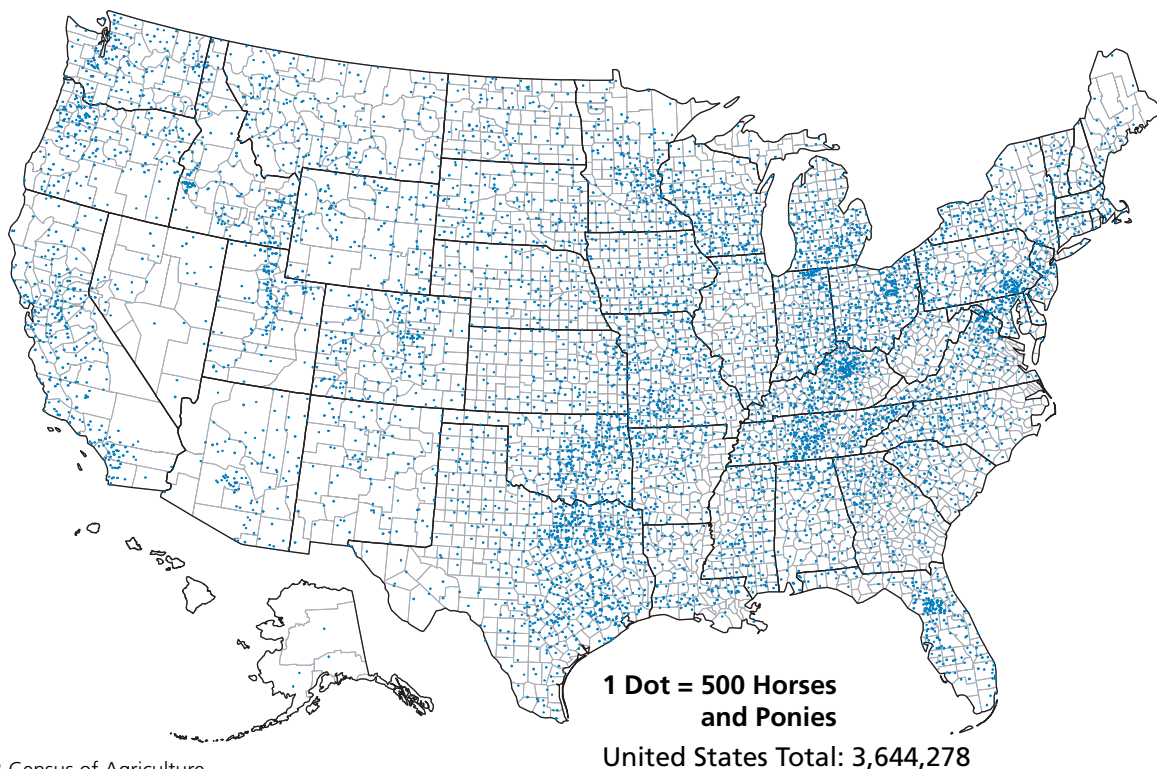 1 Dot = 500 Horses
and Ponies
United States Total: 3,644,278
Census of Agriculture